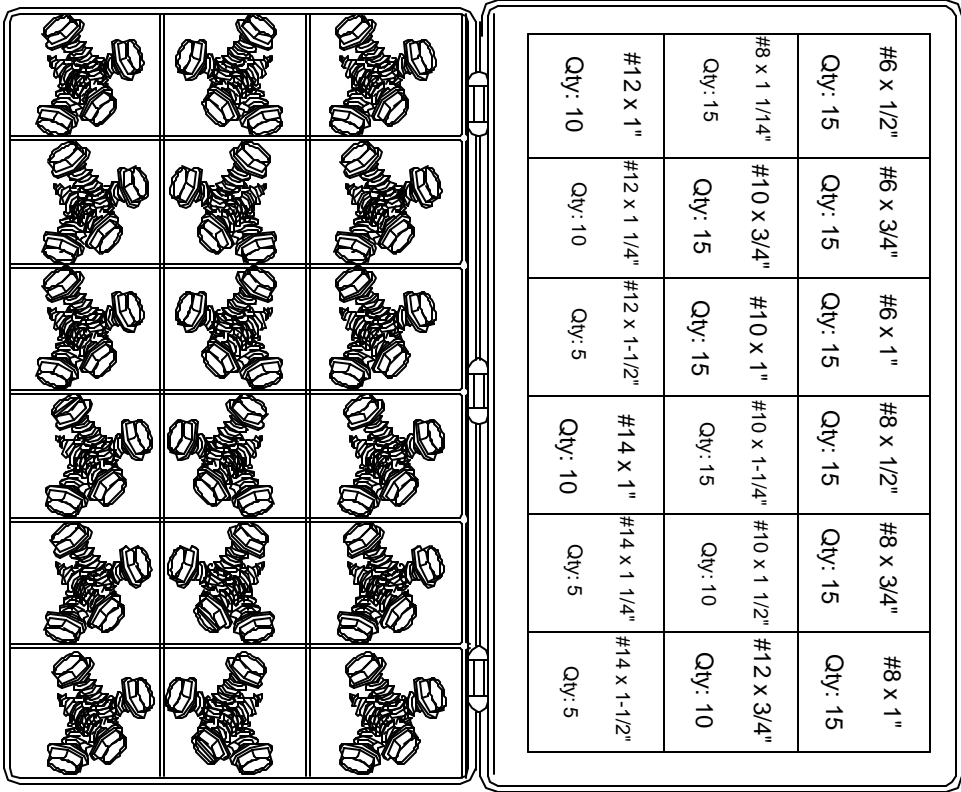 #6 x 1/2"
Qty: 15
#6 x 3/4"
Qty: 15
#6 x 1"
Qty: 15
#8 x 1/2"
Qty: 15
#8 x 3/4"
Qty: 15
#8 x 1"
Qty: 15
#8 x 1 1/14"
Qty: 15
#10 x 3/4"
Qty: 15
#10 x 1"
Qty: 15
#10 x 1-1/4"
Qty: 15
#10 x 1 1/2"
Qty: 10
#12 x 3/4"
Qty: 10
#12 x 1"
Qty: 10
#12 x 1 1/4"
Qty: 10
#12 x 1-1/2"
Qty: 5
#14 x 1"
Qty: 10
#14 x 1 1/4"
Qty: 5
#14 x 1-1/2"
Qty: 5